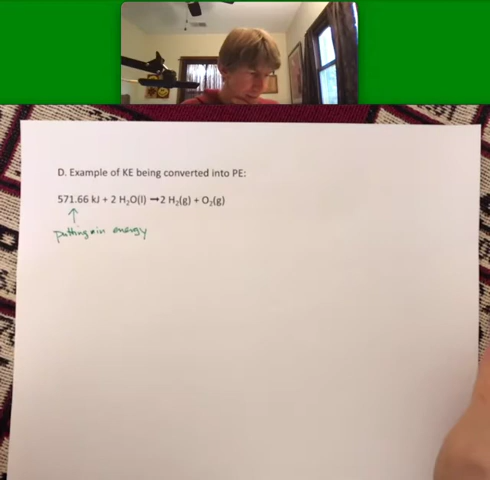 D. Example of KE being converted into PE:
571.66 kJ + 2 H₂O(l) →2 H₂(g) + O₂(g)
↑
putting in energy